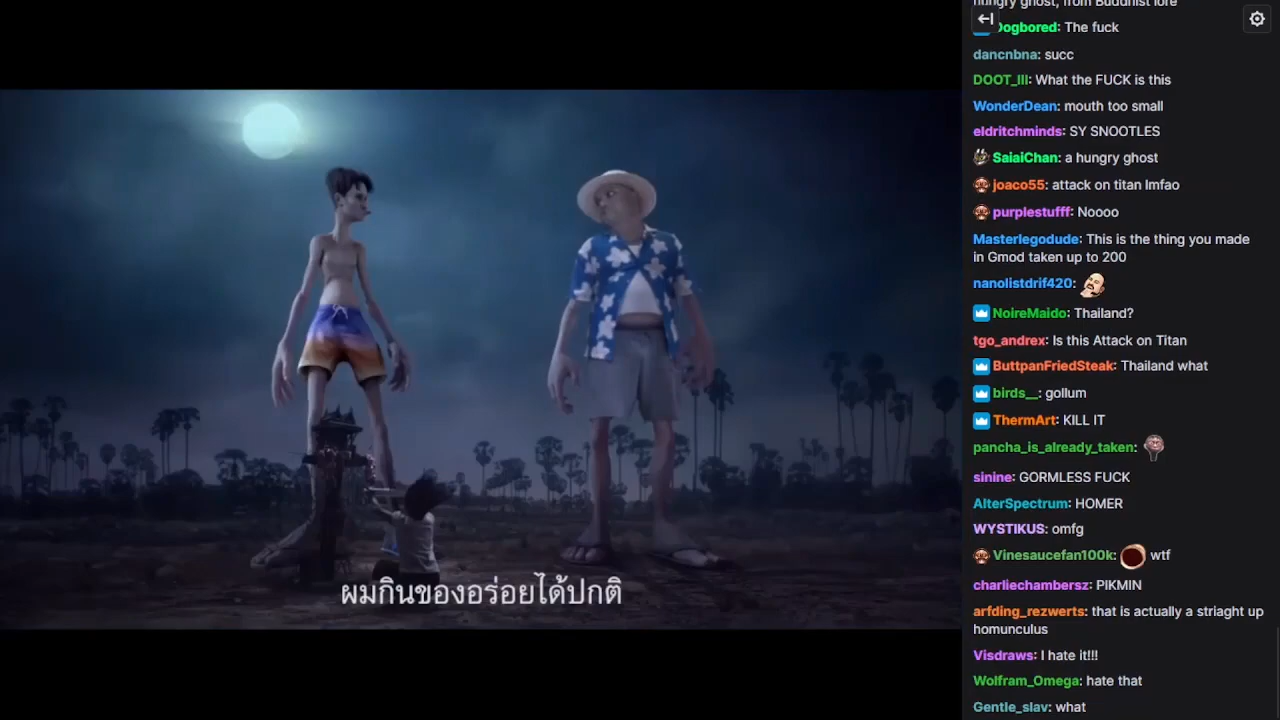 ผมกินของอร่อยได้ปกติ
hungry ghost, from Buddhist lore
Dogbored: The fuck
dancnbna: succ
DOOT_III: What the FUCK is this
WonderDean: mouth too small
eldritchminds: SY SNOOTLES
SaiaiChan: a hungry ghost
joaco55: attack on titan lmfao
purplestufff: Noooo
Masterlegodude: This is the thing you made
in Gmod taken up to 200
nanolistdrif420:
NoireMaido: Thailand?
tgo_andrex: Is this Attack on Titan
ButtpanFriedSteak: Thailand what
birds__: gollum
ThermArt: KILL IT
pancha_is_already_taken:
sinine: GORMLESS FUCK
AlterSpectrum: HOMER
WYSTIKUS: omfg
Vinesaucefan100k: wtf
charliechambersz: PIKMIN
arfding_rezwerts: that is actually a striaght up
homunculus
Visdraws: I hate it!!!
Wolfram_Omega: hate that
Gentle_slav: what